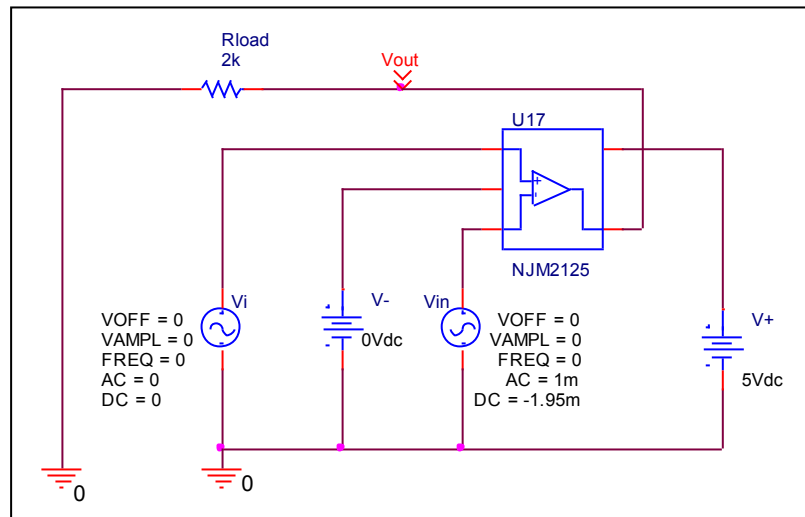 Rload
2k
Vout
U17
+
-
NJM2125
Vi
VOFF = 0
VAMPL = 0
FREQ = 0
AC = 0
DC = 0
V-
0Vdc
Vin
VOFF = 0
VAMPL = 0
FREQ = 0
AC = 1m
DC = -1.95m
V+
5Vdc
0
0